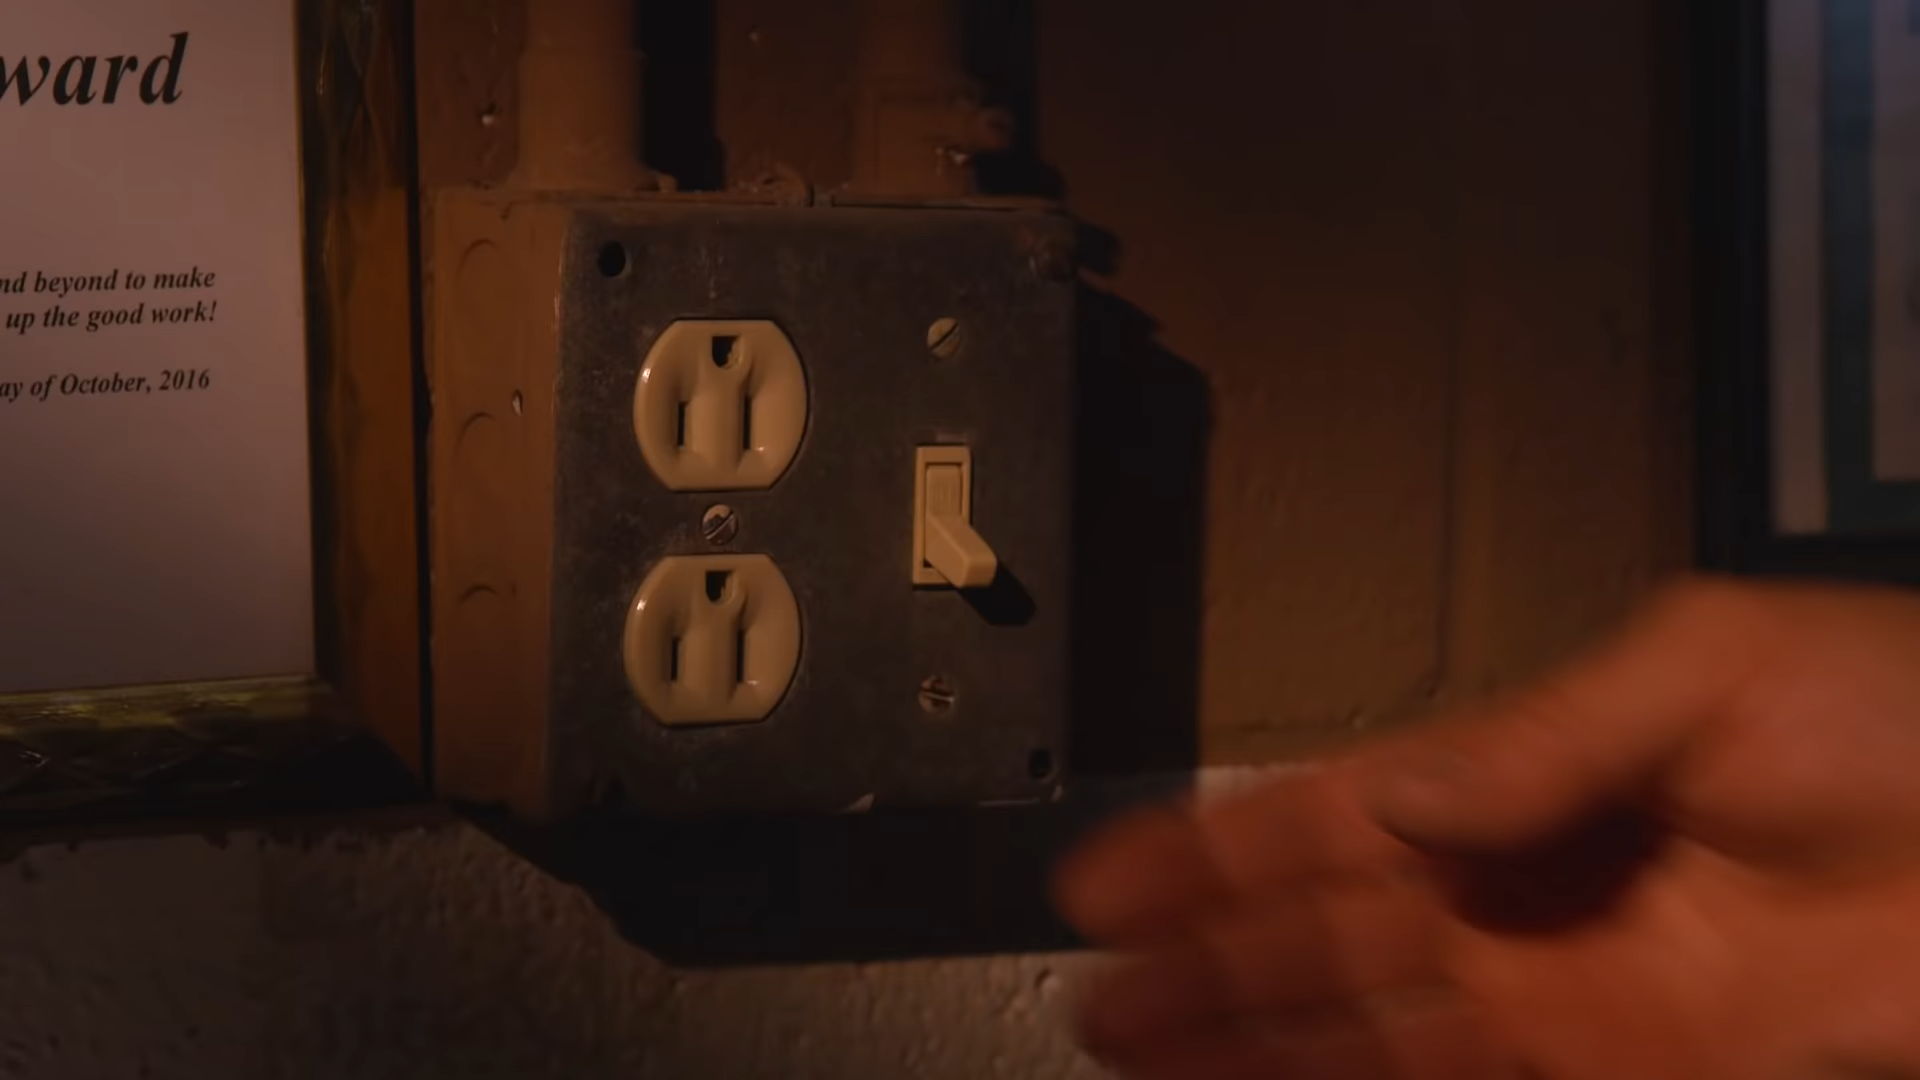 ward
nd beyond to make
up the good work!
ay of October, 2016